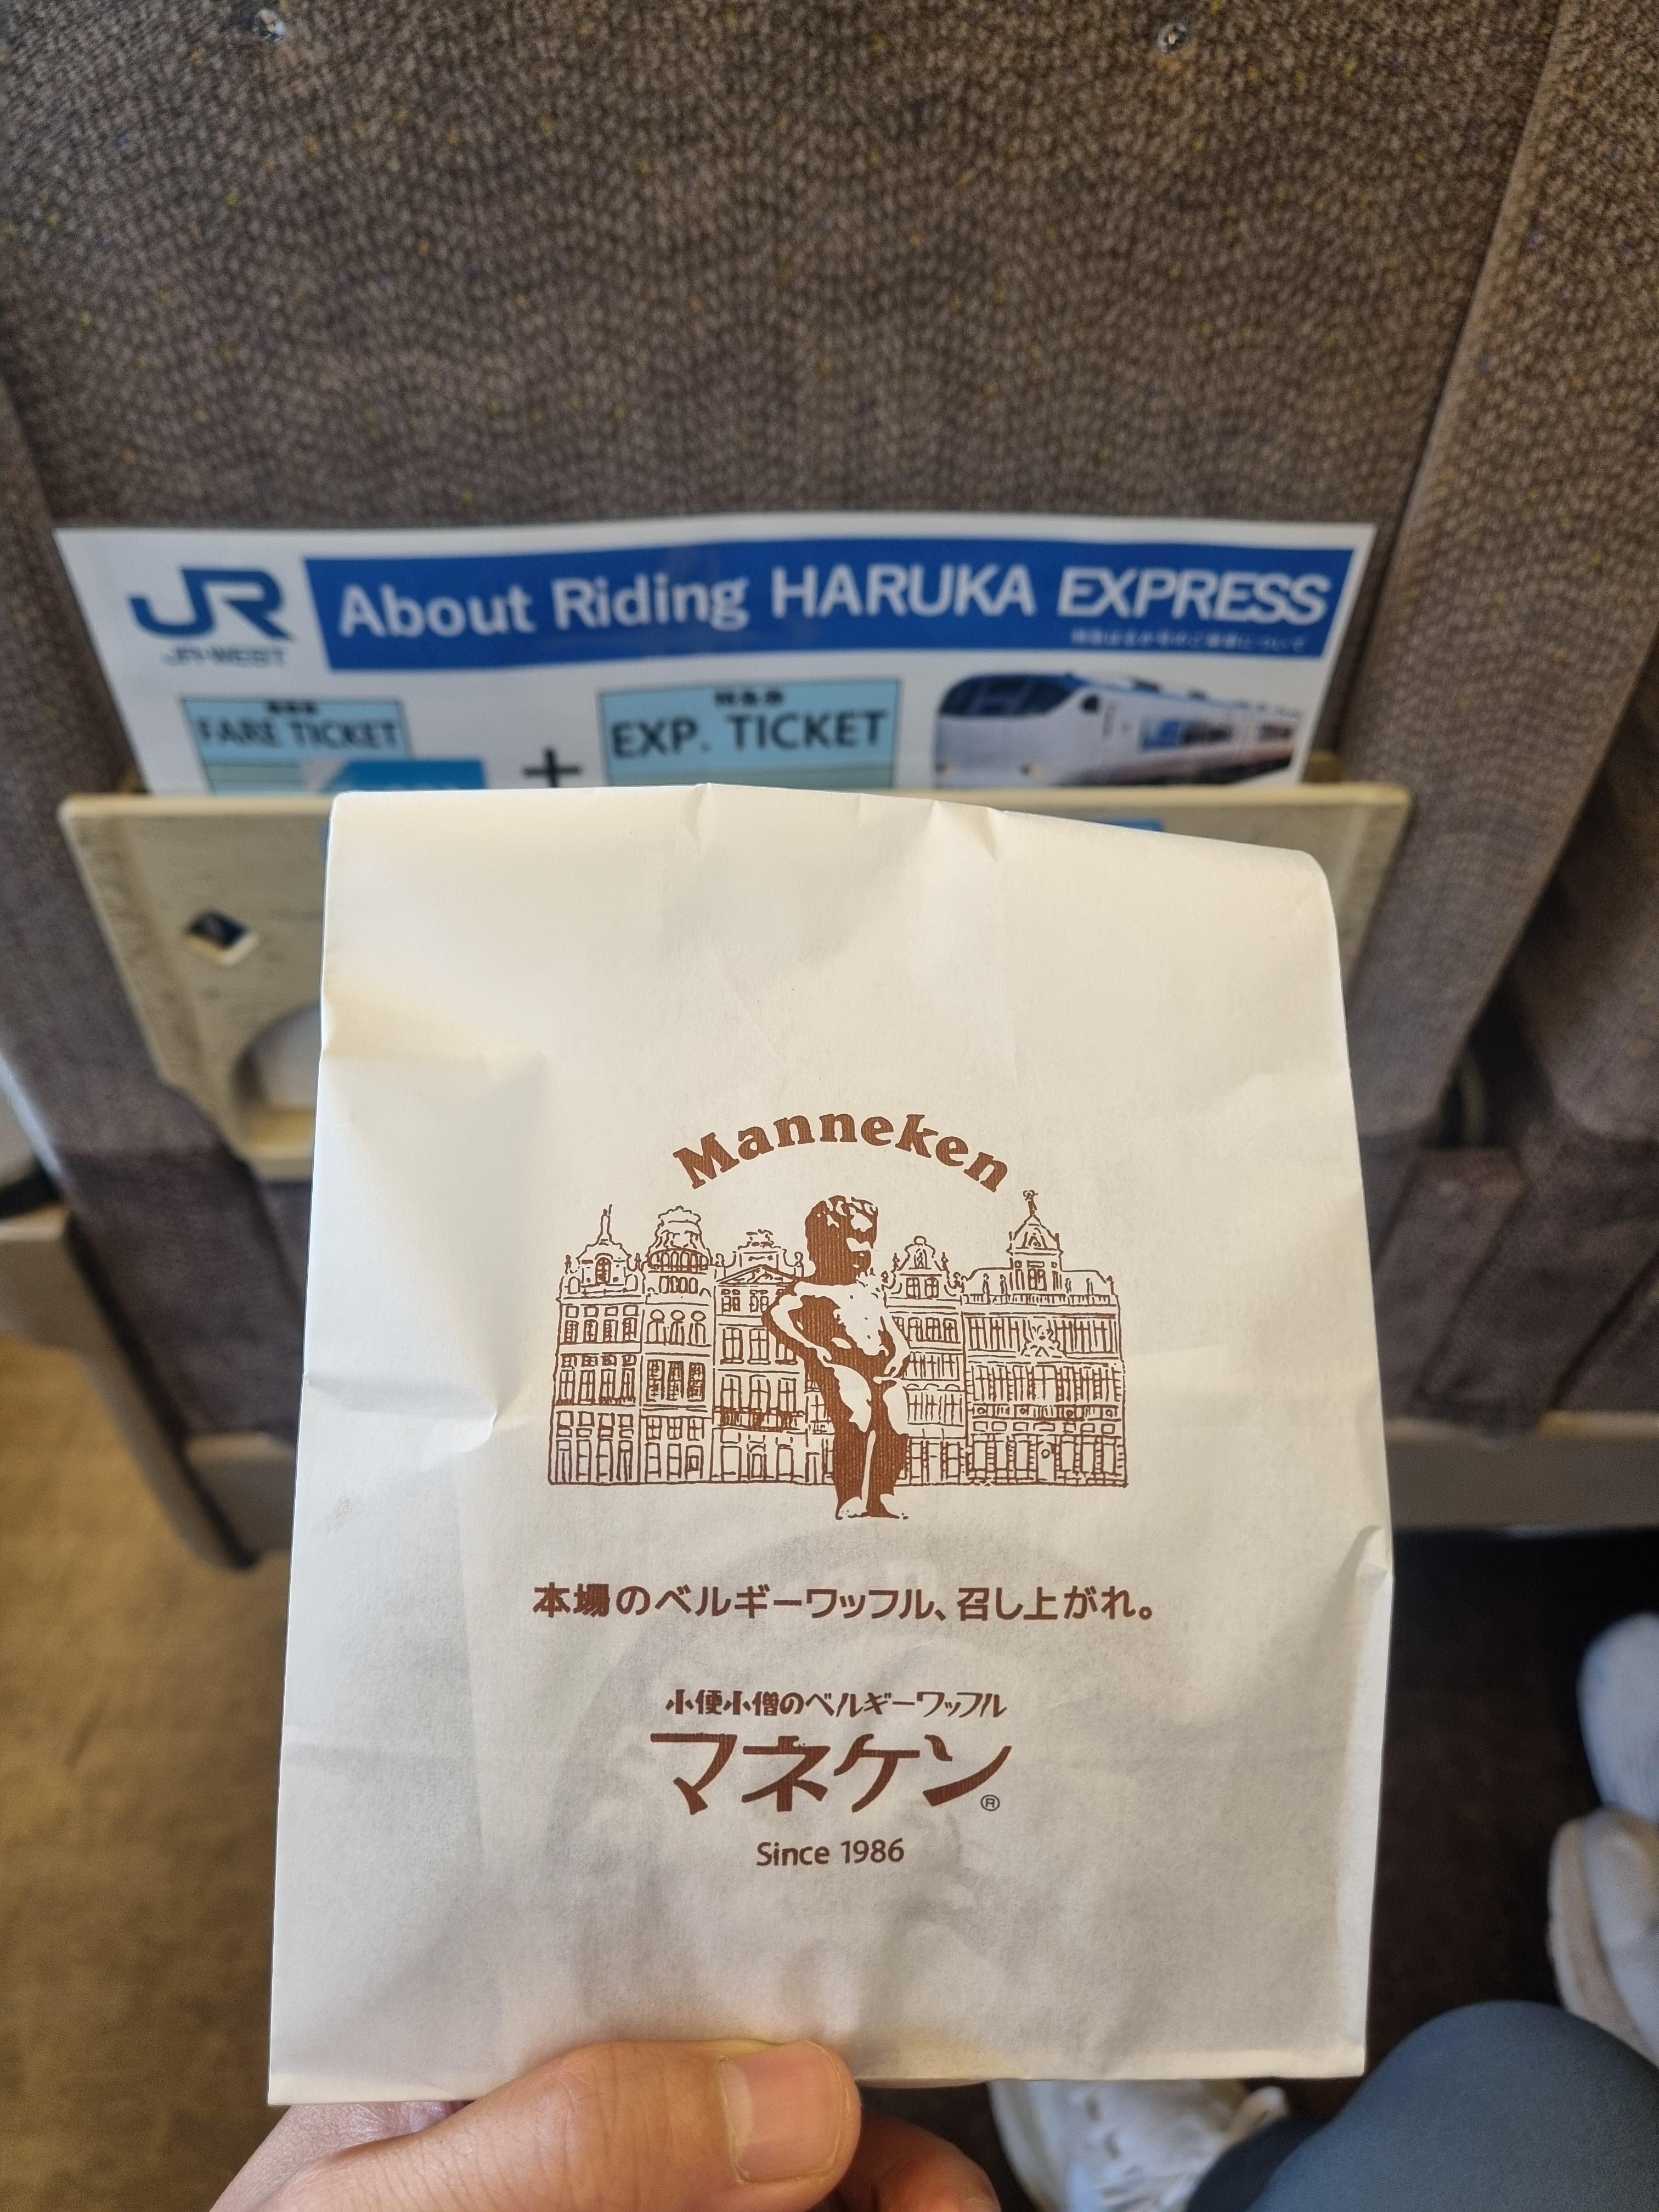 JR
JR-WEST
About Riding HARUKA EXPRESS
FARE TICKET
+
EXP. TICKET
Manneken
本場のベルギーワッフル、召し上がれ。
小便小僧のベルギーワッフル
マネケン®
Since 1986